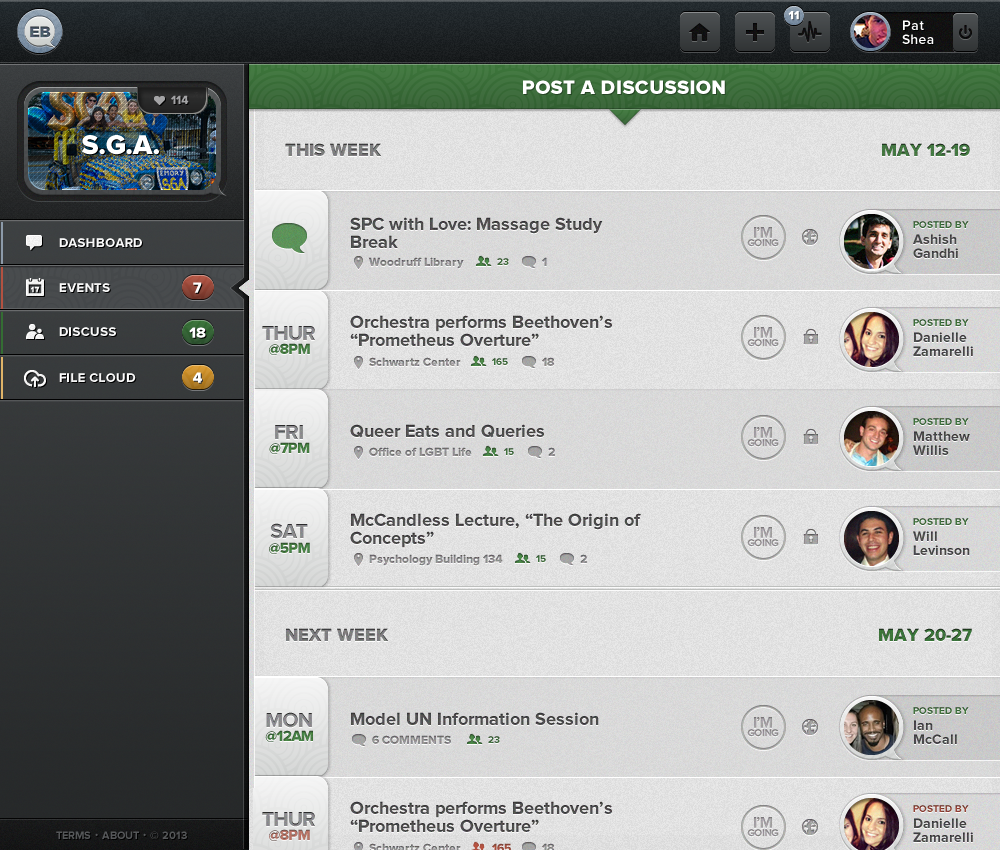 EB
11
Pat
Shea
114
S.G.A.
EMORY
SGA
DASHBOARD
17
EVENTS
7
DISCUSS
18
FILE CLOUD
4
TERMS · ABOUT · © 2013
POST A DISCUSSION
THIS WEEK
MAY 12-19
SPC with Love: Massage Study
Break
Woodruff Library 23 1
I'M
GOING
POSTED BY
Ashish
Gandhi
THUR
@8PM
Orchestra performs Beethoven’s
“Prometheus Overture”
Schwartz Center 165 18
I'M
GOING
POSTED BY
Danielle
Zamarelli
FRI
@7PM
Queer Eats and Queries
Office of LGBT Life 15 2
I'M
GOING
POSTED BY
Matthew
Willis
SAT
@5PM
McCandless Lecture, “The Origin of
Concepts”
Psychology Building 134 15 2
I'M
GOING
POSTED BY
Will
Levinson
NEXT WEEK
MAY 20-27
MON
@12AM
Model UN Information Session
6 COMMENTS 23
I'M
GOING
POSTED BY
Ian
McCall
THUR
@8PM
Orchestra performs Beethoven’s
“Prometheus Overture”
Schwartz Center 165 18
I'M
GOING
POSTED BY
Danielle
Zamarelli